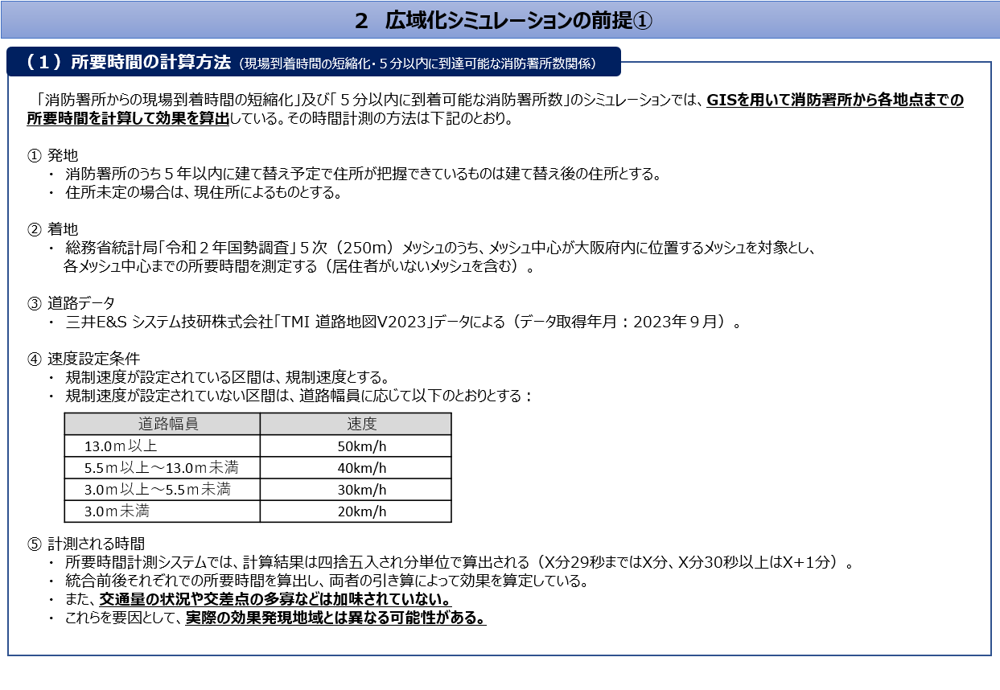 ２　広域化シミュレーションの前提①
（１）所要時間の計算方法（現場到着時間の短縮化・５分以内に到達可能な消防署所数関係）
「消防署所からの現場到着時間の短縮化」及び「５分以内に到着可能な消防署所数」のシミュレーションでは、GISを用いて消防署所から各地点までの
所要時間を計算して効果を算出している。その時間計測の方法は下記のとおり。
① 発地
・ 消防署所のうち５年以内に建て替え予定で住所が把握できているものは建て替え後の住所とする。
・ 住所未定の場合は、現住所によるものとする。
② 着地
・ 総務省統計局「令和２年国勢調査」５次（250m）メッシュのうち、メッシュ中心が大阪府内に位置するメッシュを対象とし、
各メッシュ中心までの所要時間を測定する（居住者がいないメッシュを含む）。
③ 道路データ
・ 三井E&S システム技研株式会社「TMI 道路地図V2023」データによる（データ取得年月：2023年９月）。
④ 速度設定条件
・ 規制速度が設定されている区間は、規制速度とする。
・ 規制速度が設定されていない区間は、道路幅員に応じて以下のとおりとする：
道路幅員 速度
13.0ｍ以上 50km/h
5.5ｍ以上～13.0ｍ未満 40km/h
3.0ｍ以上～5.5ｍ未満 30km/h
3.0ｍ未満 20km/h
⑤ 計測される時間
・ 所要時間計測システムでは、計算結果は四捨五入され分単位で算出される（X分29秒まではX分、X分30秒以上はX+1分）。
・ 統合前後それぞれでの所要時間を算出し、両者の引き算によって効果を算定している。
・ また、交通量の状況や交差点の多寡などは加味されていない。
・ これらを要因として、実際の効果発現地域とは異なる可能性がある。